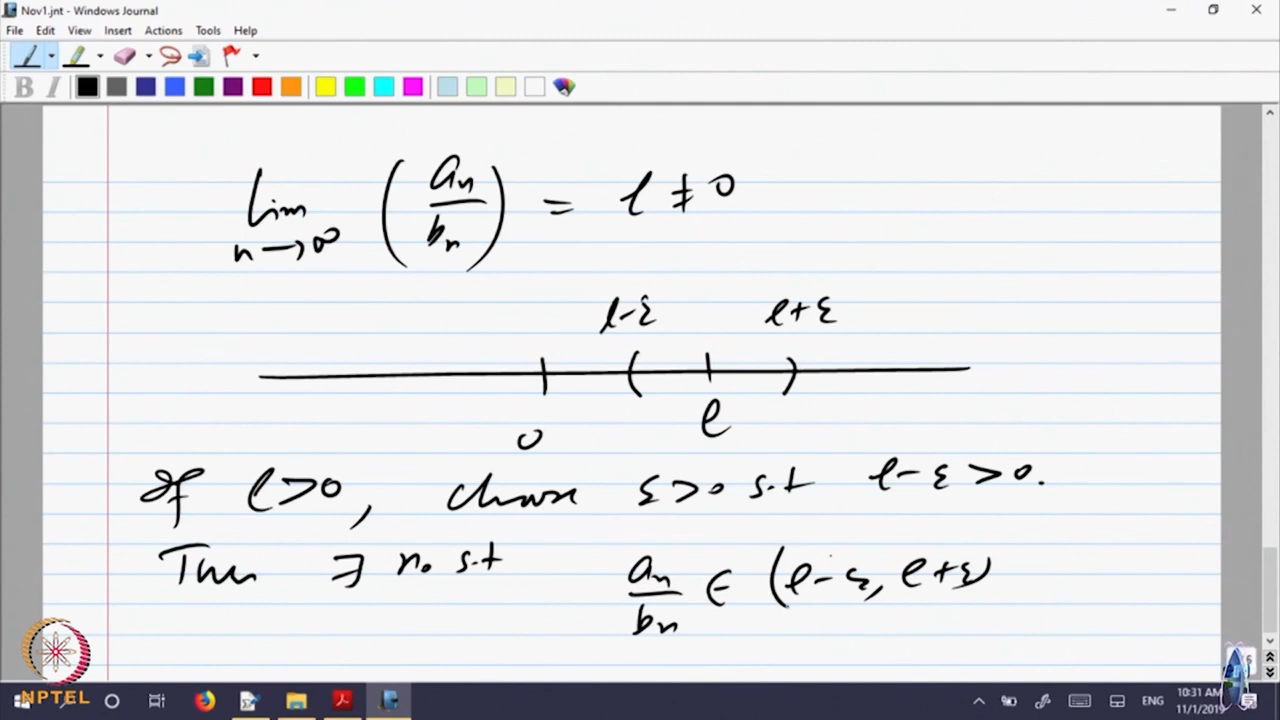 Nov1.jnt - Windows Journal
File Edit View Insert Actions Tools Help
B I
lim n→∞ (an/bn) = l ≠ 0
l-ε l+ε
0 l
If l>0, choose ε>0 s.t l-ε>0.
Then ∃ n₀ s.t an/bn ∈ (l-ε, l+ε)
NPTEL
ENG
10:31 AM
11/1/2019